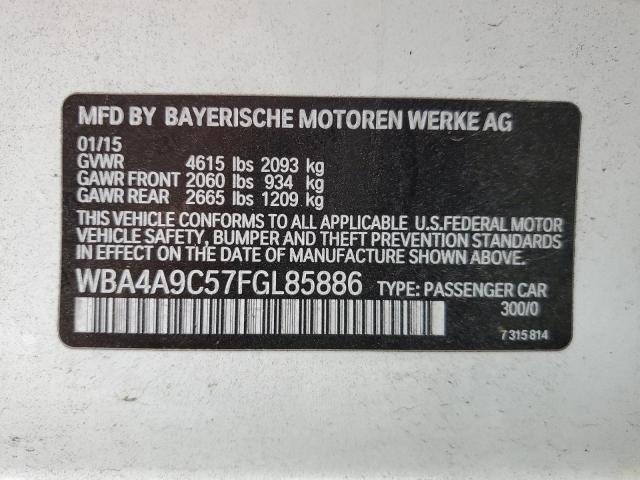 MFD BY BAYERISCHE MOTOREN WERKE AG
01/15
GVWR 4615 lbs 2093 kg
GAWR FRONT 2060 lbs 934 kg
GAWR REAR 2665 lbs 1209 kg
THIS VEHICLE CONFORMS TO ALL APPLICABLE U.S.FEDERAL MOTOR
VEHICLE SAFETY, BUMPER AND THEFT PREVENTION STANDARDS
IN EFFECT ON THE DATE OF MANUFACTURE SHOWN ABOVE.
WBA4A9C57FGL85886 TYPE: PASSENGER CAR
300/0
7 315 814